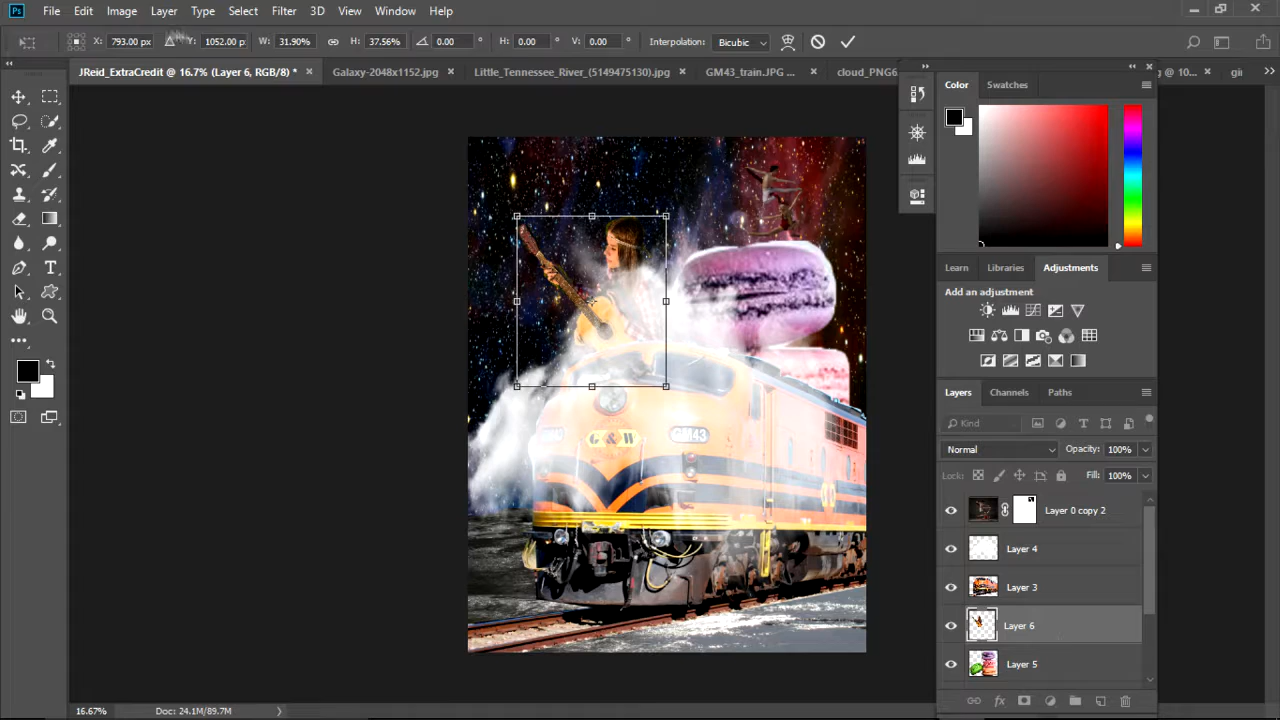 Ps File Edit Image Layer Type Select Filter 3D View Window Help
X: 793.00 px Y: 1052.00 p: W: 31.90% H: 37.56% 0.00 ° H: 0.00 ° V: 0.00 ° Interpolation: Bicubic
JReid_ExtraCredit @ 16.7% (Layer 6, RGB/8) * × Galaxy-2048x1152.jpg × Little_Tennessee_River_(5149475130).jpg × GM43_train.JPG ... × cloud_PNG6 @ 10... × gii
Color Swatches
Learn Libraries Adjustments
Add an adjustment
G & W GM43
Layers Channels Paths
Kind
Normal Opacity: 100%
Lock: Fill: 100%
Layer 0 copy 2
Layer 4
Layer 3
Layer 6
Layer 5
16.67% Doc: 24.1M/89.7M